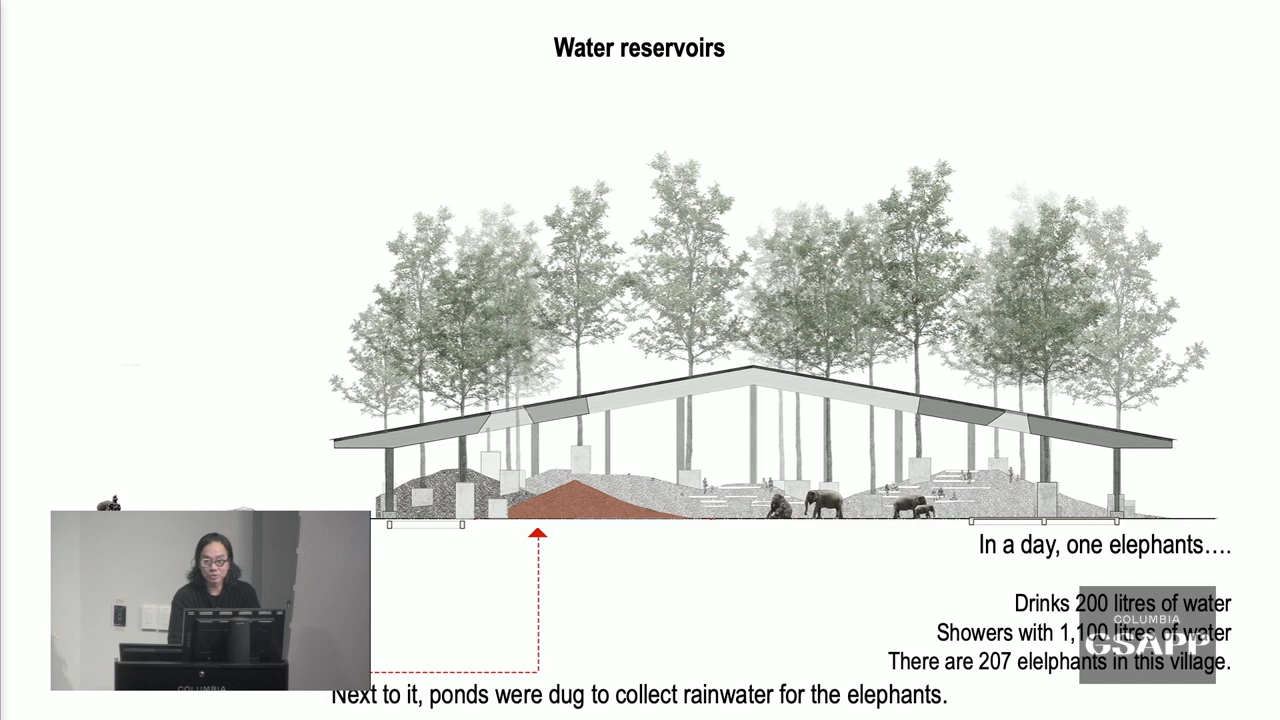 Water reservoirs
In a day, one elephants….
Drinks 200 litres of water
Showers with 1,100 litres of water
There are 207 elelphants in this village.
COLUMBIA
GSAPP
COLUMBIA
Next to it, ponds were dug to collect rainwater for the elephants.